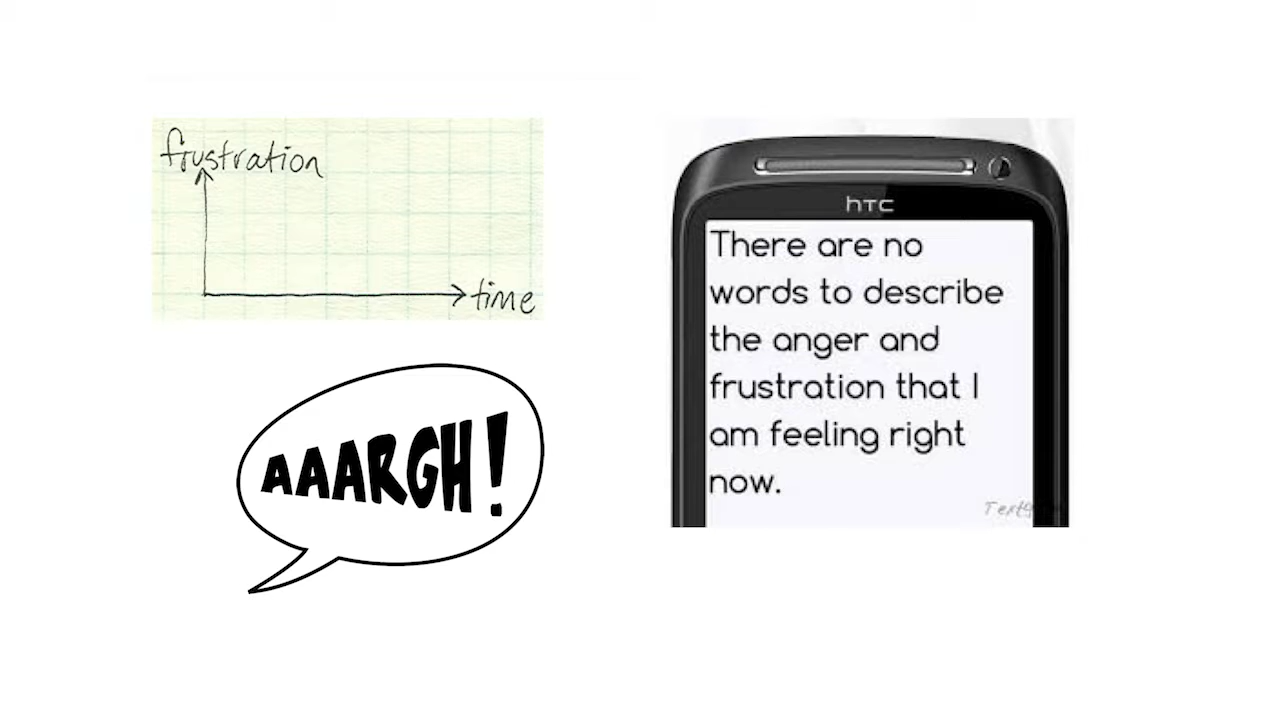 frustration
time
AAARGH!
hTC
There are no
words to describe
the anger and
frustration that I
am feeling right
now.